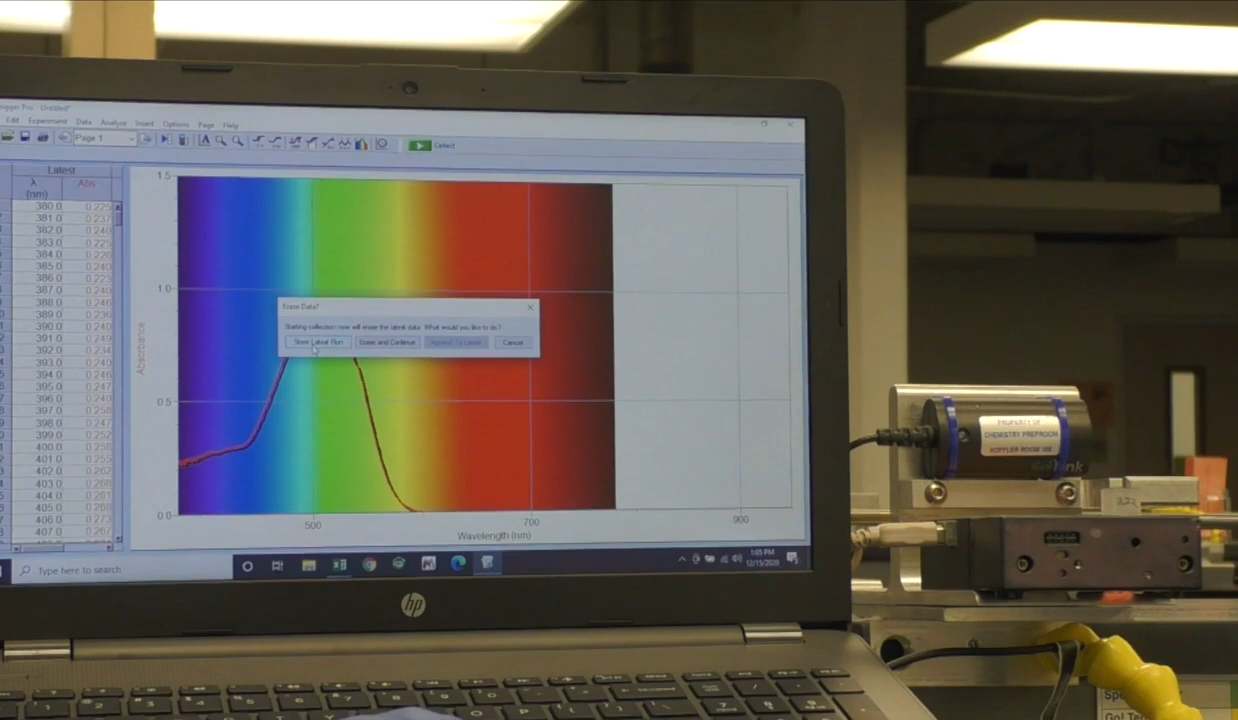 gger Pro - Untitled*
Edit Experiment Data Analyze Insert Options Page Help
Page 1
Collect
Latest
λ Abs
(nm)
380.0 0.225
381.0 0.237
382.0 0.240
383.0 0.225
384.0 0.226
385.0 0.240
386.0 0.223
387.0 0.240
388.0 0.246
389.0 0.236
390.0 0.240
391.0 0.249
392.0 0.234
393.0 0.240
394.0 0.246
395.0 0.247
396.0 0.240
397.0 0.258
398.0 0.247
399.0 0.252
400.0 0.258
401.0 0.255
402.0 0.262
403.0 0.268
404.0 0.261
405.0 0.268
406.0 0.273
407.0 0.267
1.5
1.0
0.5
0.0
Absorbance
500
700
900
Wavelength (nm)
Erase Data?
Starting collection now will erase the latest data. What would you like to do?
Store Latest Run
Erase and Continue
Append To Latest
Cancel
Type here to search
1:05 PM
12/15/2020
hp
PROPERTY OF
CHEMISTRY PREPROOM
KOFFLER ROOM 108
Go! Link